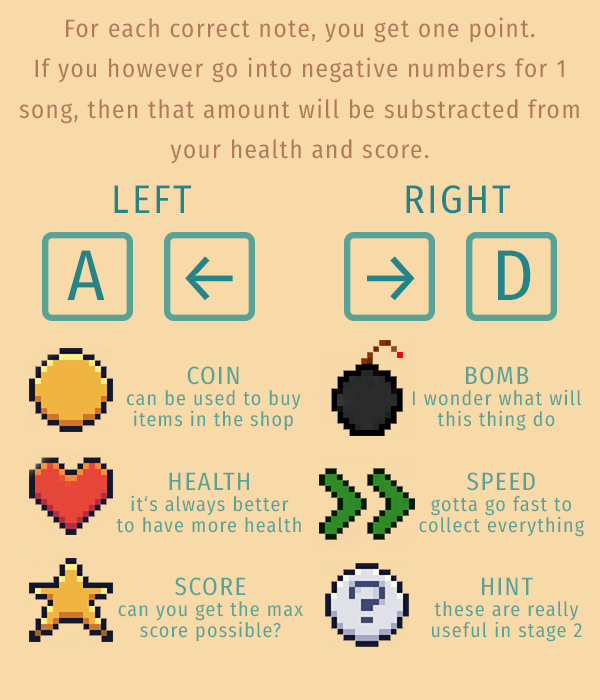 For each correct note, you get one point.
If you however go into negative numbers for 1
song, then that amount will be substracted from
your health and score.
LEFT
RIGHT
A
←
→
D
COIN
can be used to buy
items in the shop
BOMB
I wonder what will
this thing do
HEALTH
it's always better
to have more health
SPEED
gotta go fast to
collect everything
SCORE
can you get the max
score possible?
?
HINT
these are really
useful in stage 2